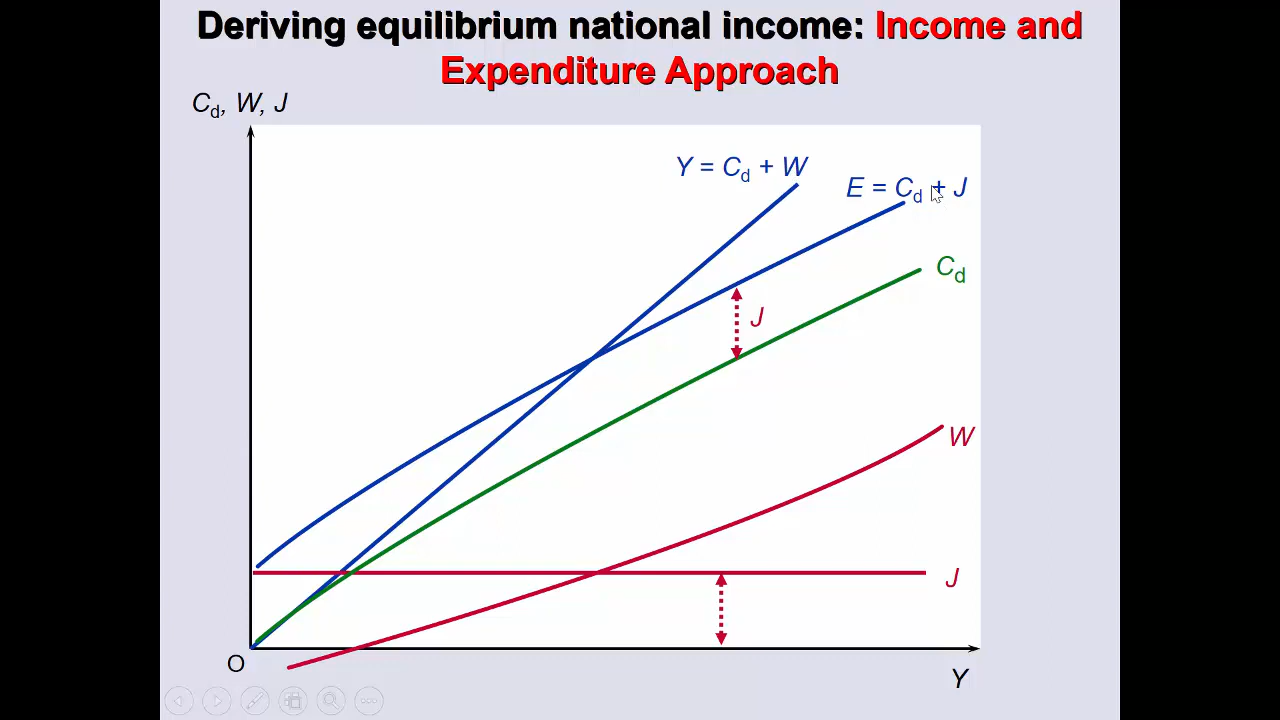 Deriving equilibrium national income: Income and
Expenditure Approach
Cd, W, J
Y = Cd + W
E = Cd + J
Cd
J
W
J
O
Y